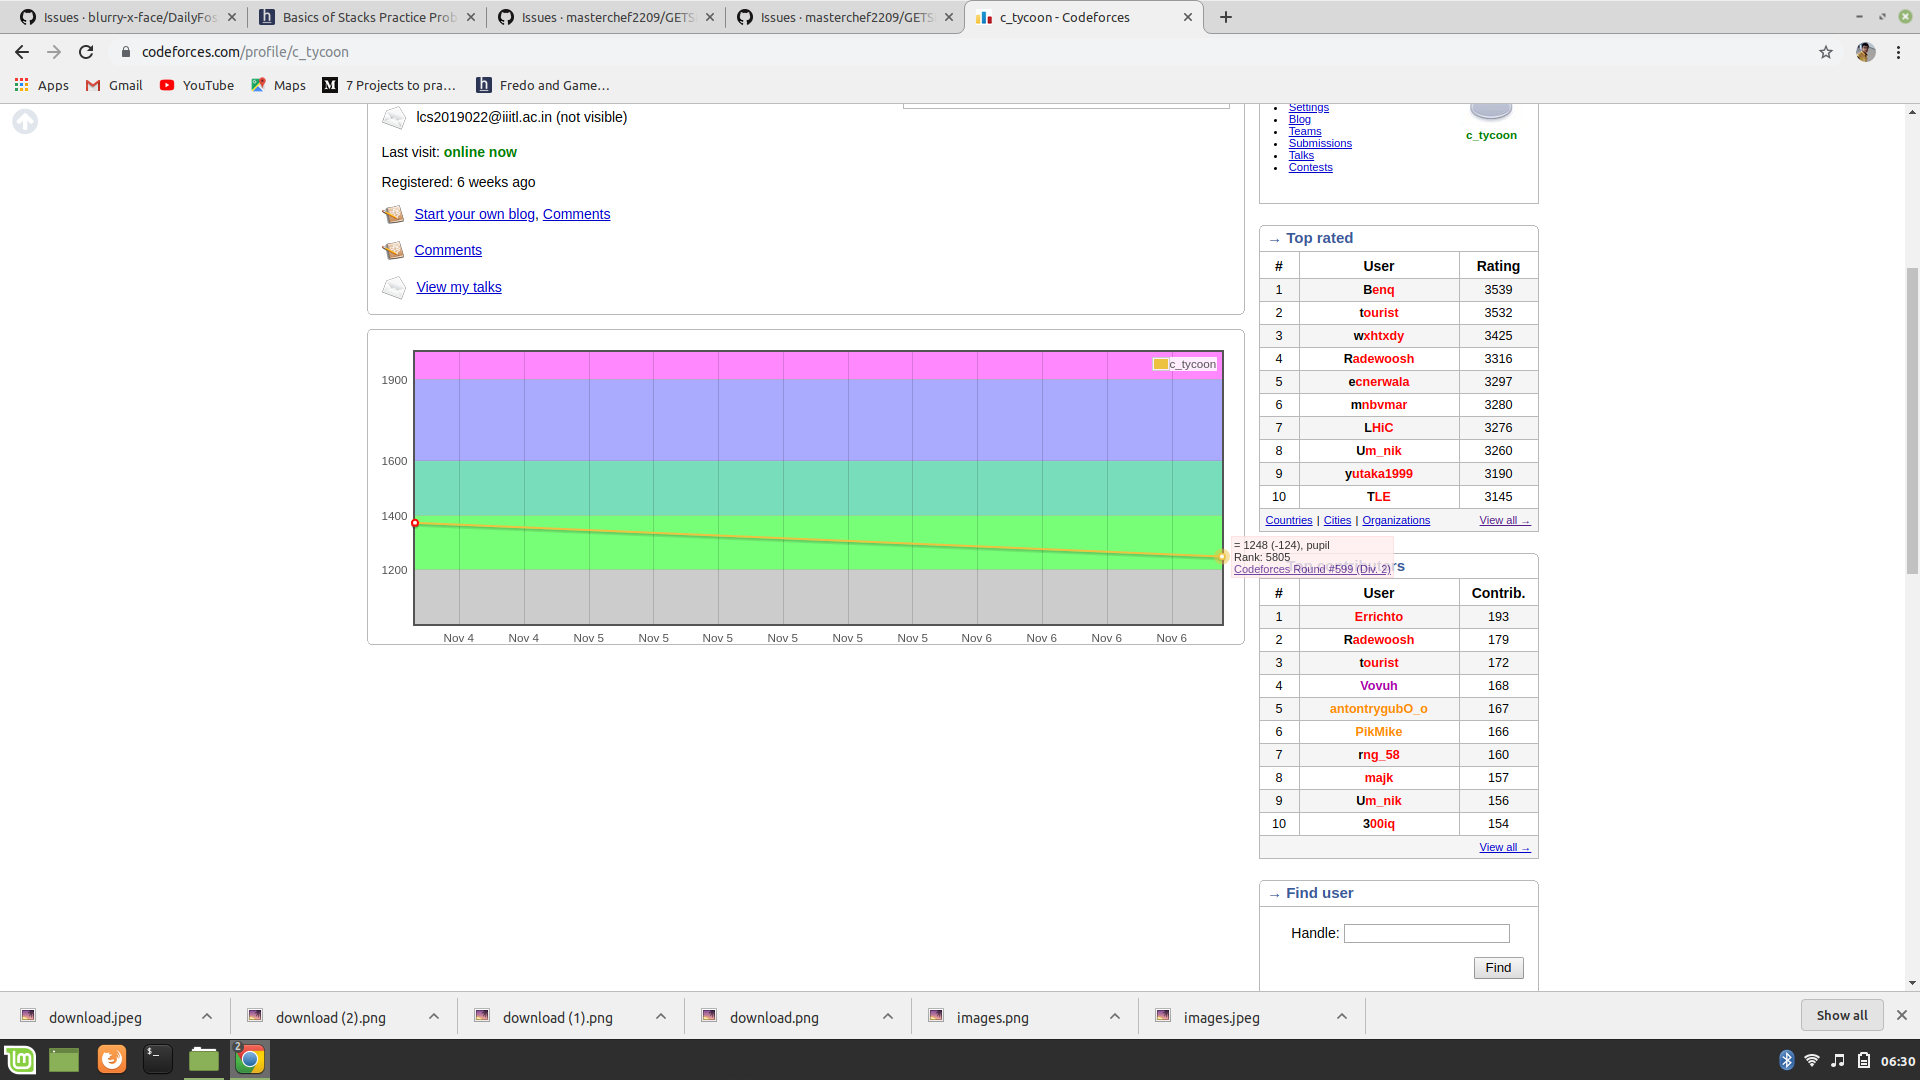 Issues · blurry-x-face/DailyFos
Basics of Stacks Practice Prob
Issues · masterchef2209/GETS
Issues · masterchef2209/GETS
c_tycoon - Codeforces
codeforces.com/profile/c_tycoon
Apps
Gmail
YouTube
Maps
7 Projects to pra…
Fredo and Game…
lcs2019022@iiitl.ac.in (not visible)
Last visit: online now
Registered: 6 weeks ago
Start your own blog, Comments
Comments
View my talks
c_tycoon
1900
1600
1400
1200
Nov 4 Nov 4 Nov 5 Nov 5 Nov 5 Nov 5 Nov 5 Nov 5 Nov 6 Nov 6 Nov 6 Nov 6
= 1248 (-124), pupil
Rank: 5805
Codeforces Round #599 (Div. 2)
Settings
Blog
Teams
Submissions
Talks
Contests
c_tycoon
→ Top rated
# User Rating
1 Benq 3539
2 tourist 3532
3 wxhtxdy 3425
4 Radewoosh 3316
5 ecnerwala 3297
6 mnbvmar 3280
7 LHiC 3276
8 Um_nik 3260
9 yutaka1999 3190
10 TLE 3145
Countries | Cities | Organizations View all →
# User Contrib.
1 Errichto 193
2 Radewoosh 179
3 tourist 172
4 Vovuh 168
5 antontrygubO_o 167
6 PikMike 166
7 rng_58 160
8 majk 157
9 Um_nik 156
10 300iq 154
View all →
→ Find user
Handle:
Find
download.jpeg
download (2).png
download (1).png
download.png
images.png
images.jpeg
Show all
2
06:30